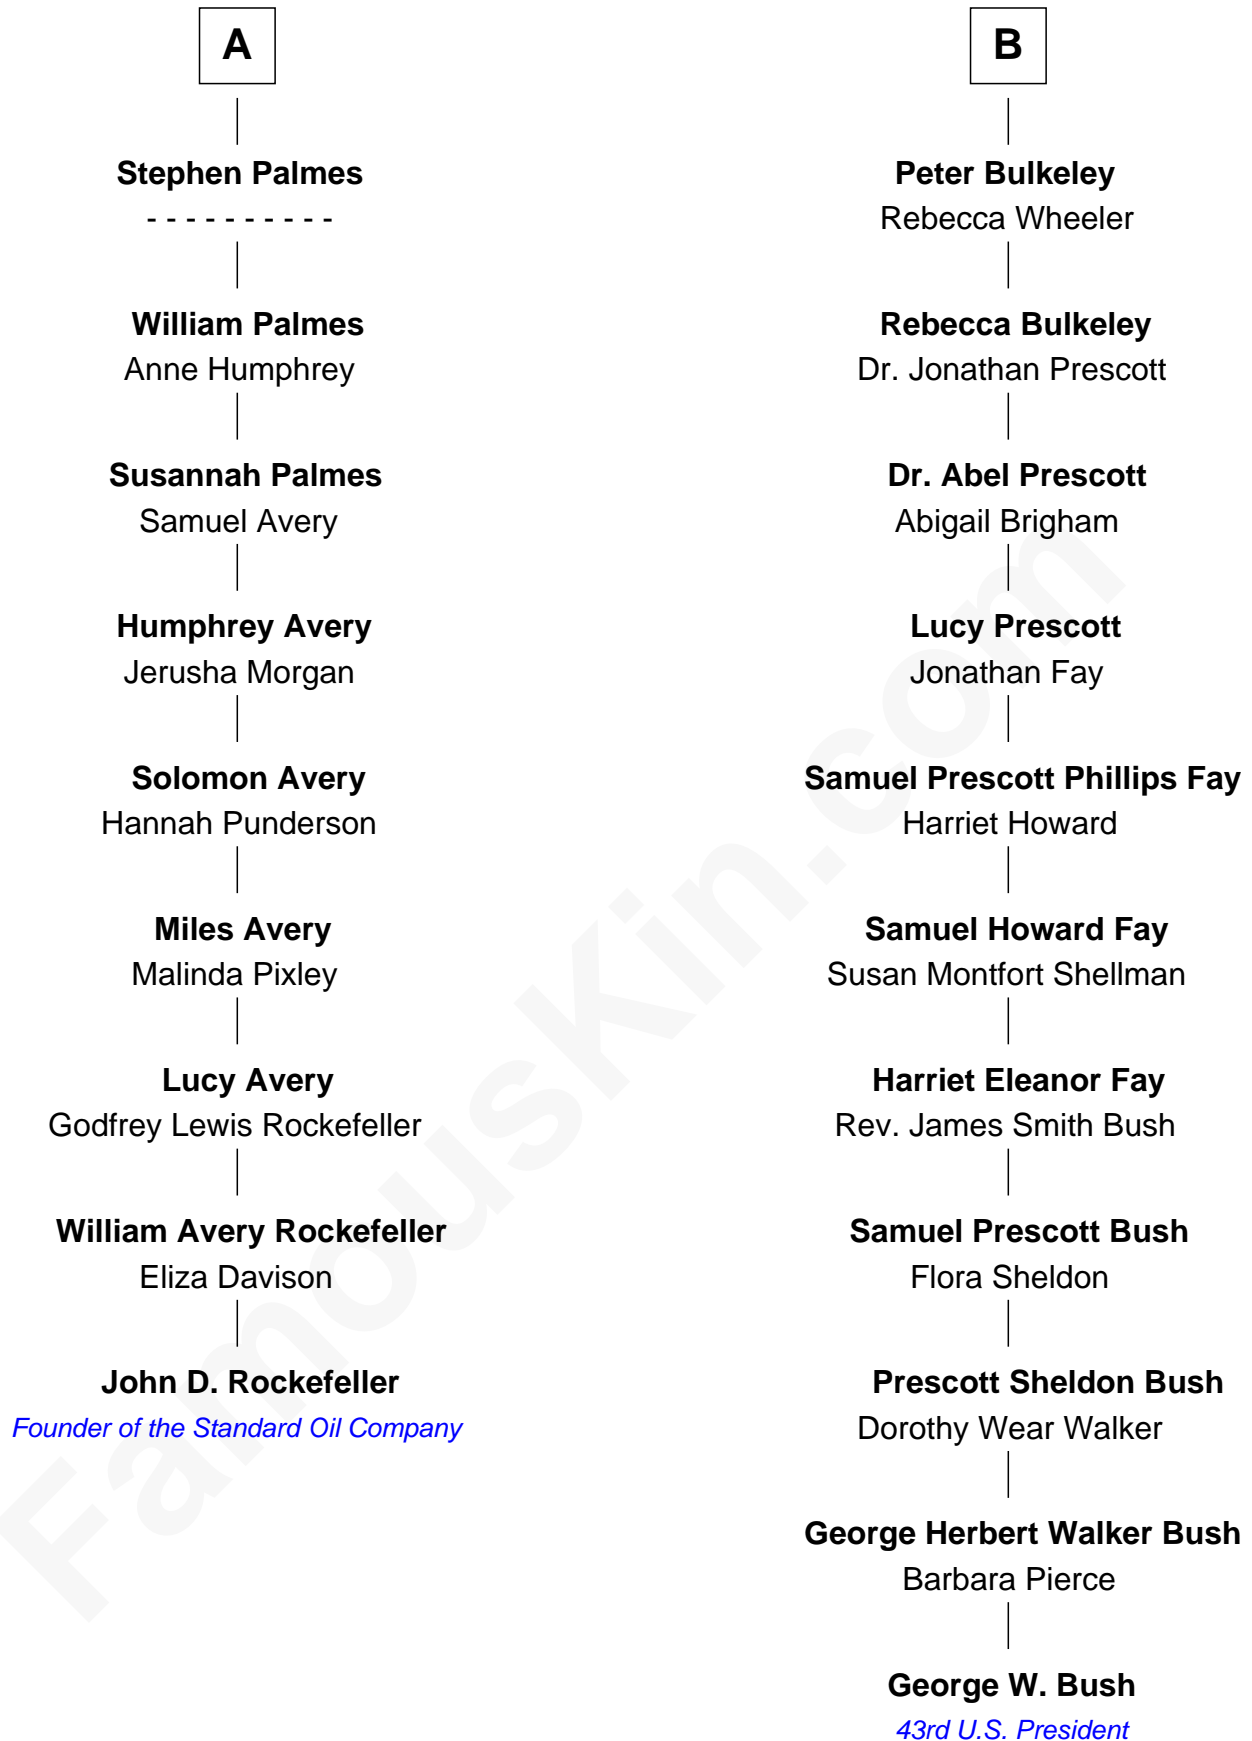 A
Stephen Palmes
- - - - - - - - - -
William Palmes
Anne Humphrey
Susannah Palmes
Samuel Avery
Humphrey Avery
Jerusha Morgan
Solomon Avery
Hannah Punderson
Miles Avery
Malinda Pixley
Lucy Avery
Godfrey Lewis Rockefeller
William Avery Rockefeller
Eliza Davison
John D. Rockefeller
Founder of the Standard Oil Company
B
Peter Bulkeley
Rebecca Wheeler
Rebecca Bulkeley
Dr. Jonathan Prescott
Dr. Abel Prescott
Abigail Brigham
Lucy Prescott
Jonathan Fay
Samuel Prescott Phillips Fay
Harriet Howard
Samuel Howard Fay
Susan Montfort Shellman
Harriet Eleanor Fay
Rev. James Smith Bush
Samuel Prescott Bush
Flora Sheldon
Prescott Sheldon Bush
Dorothy Wear Walker
George Herbert Walker Bush
Barbara Pierce
George W. Bush
43rd U.S. President
FamousKin.com